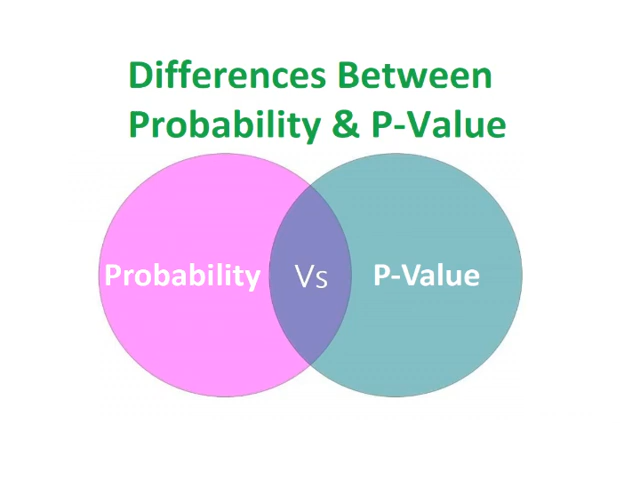 Differences Between
Probability & P-Value
Probability Vs P-Value